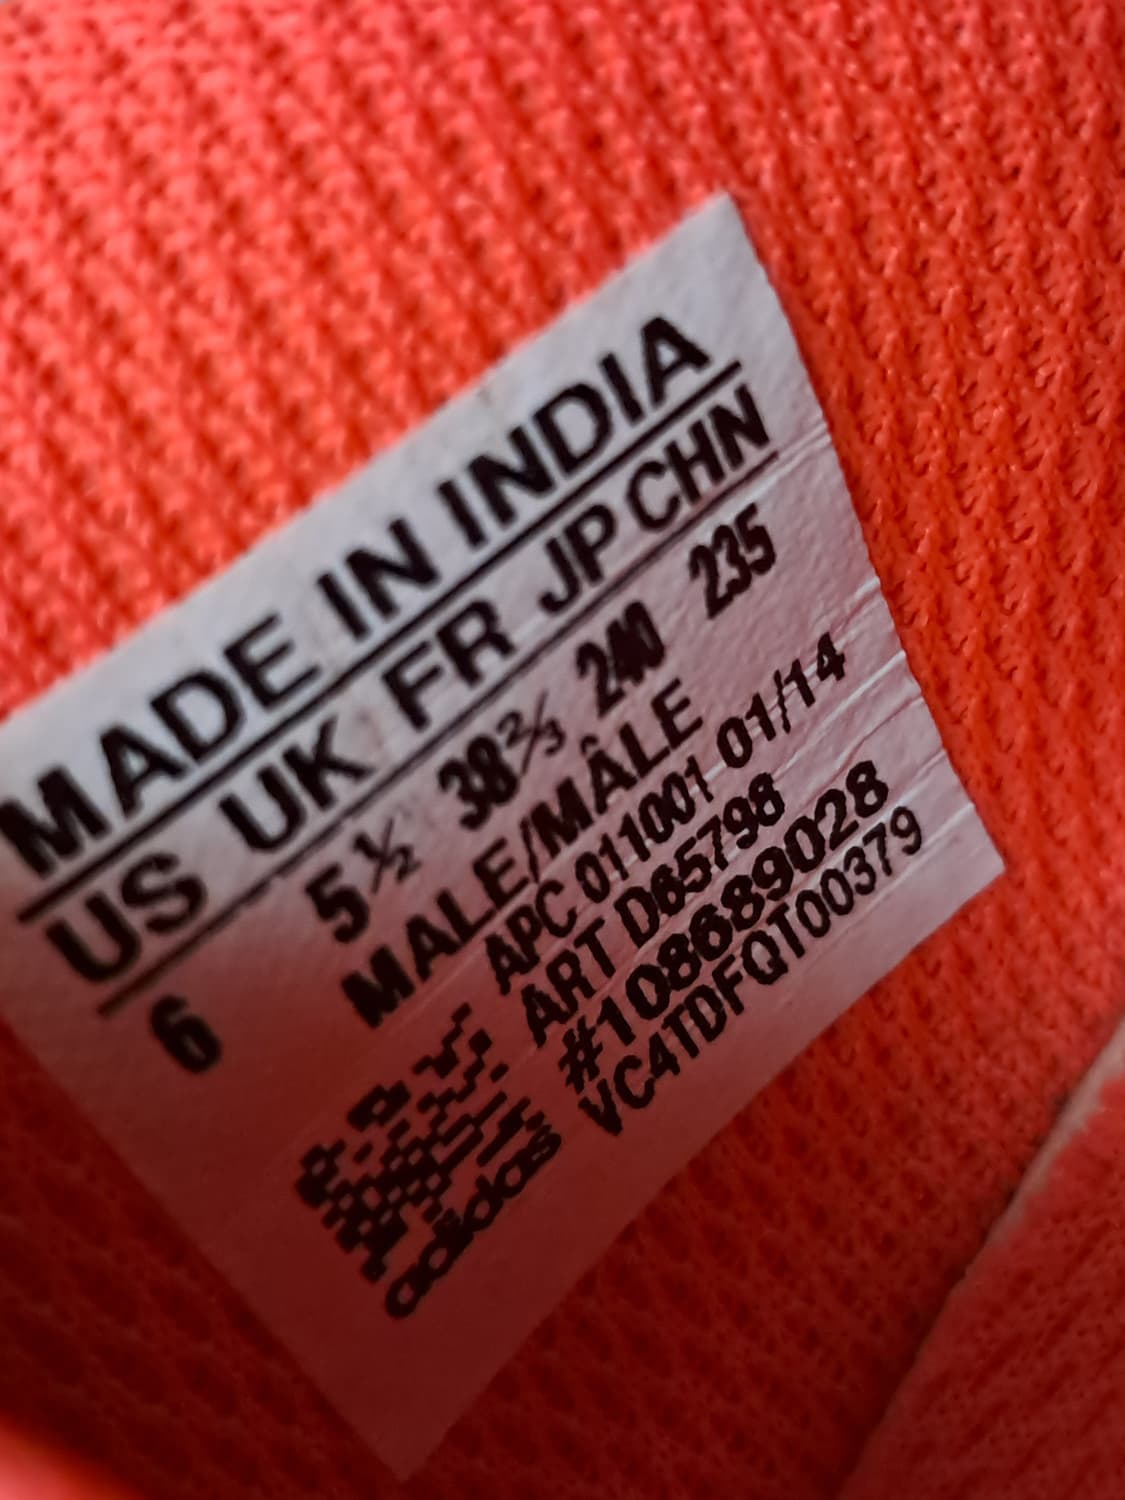 MADE IN INDIA
US UK FR JP CHN
6 5½ 38⅔ 240 235
MALE/MÂLE
APC 011001 01/14
ART D65798
#108689028
VC4TDFQT00379
adidas